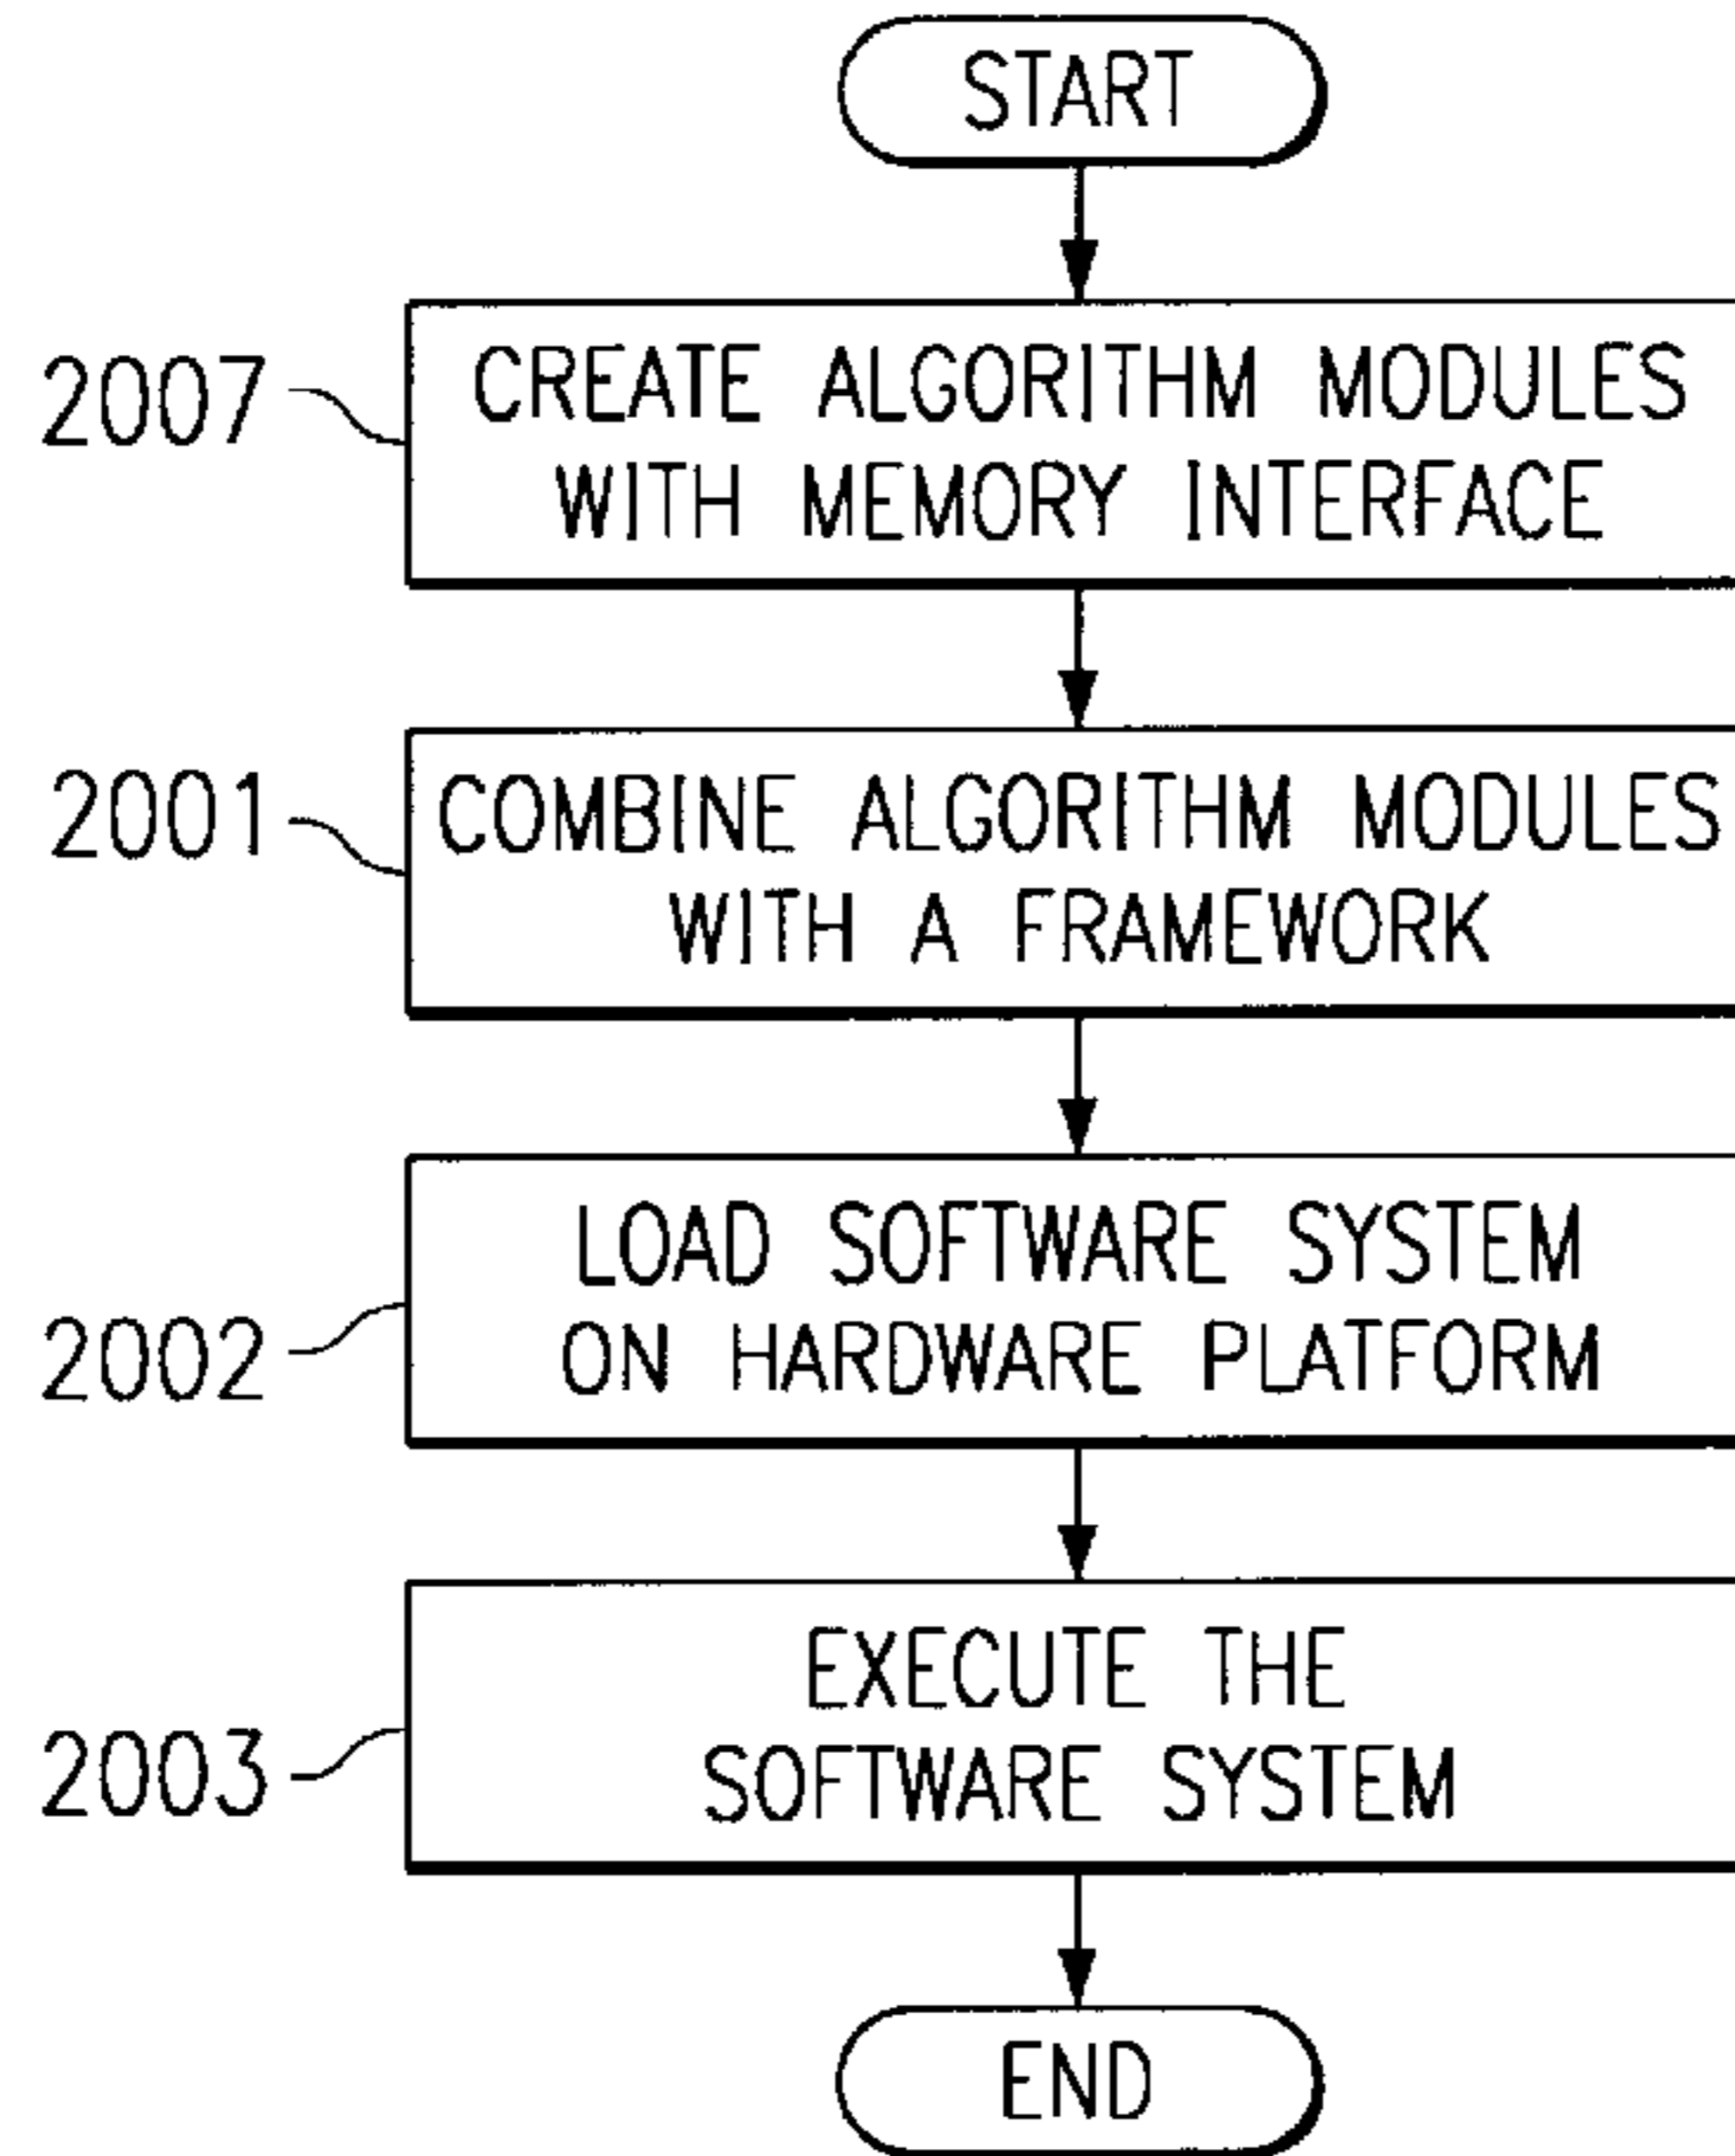 START
2007
CREATE ALGORITHM MODULES
WITH MEMORY INTERFACE
2001
COMBINE ALGORITHM MODULES
WITH A FRAMEWORK
LOAD SOFTWARE SYSTEM
ON HARDWARE PLATFORM
2002
EXECUTE THE
SOFTWARE SYSTEM
2003
END